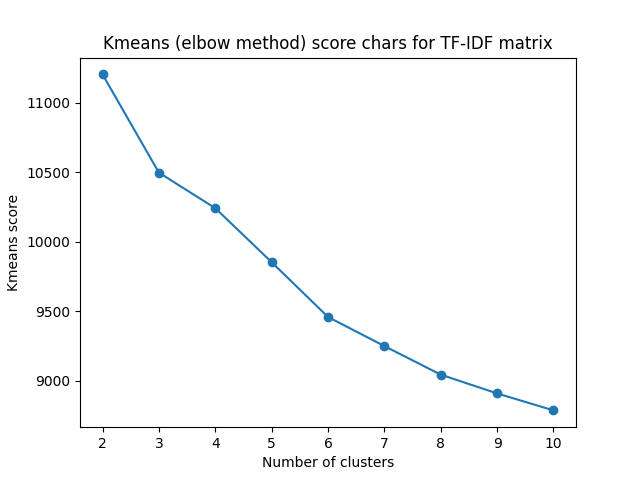 Kmeans (elbow method) score chars for TF-IDF matrix
11000
10500
10000
9500
9000
Kmeans score
2 3 4 5 6 7 8 9 10
Number of clusters